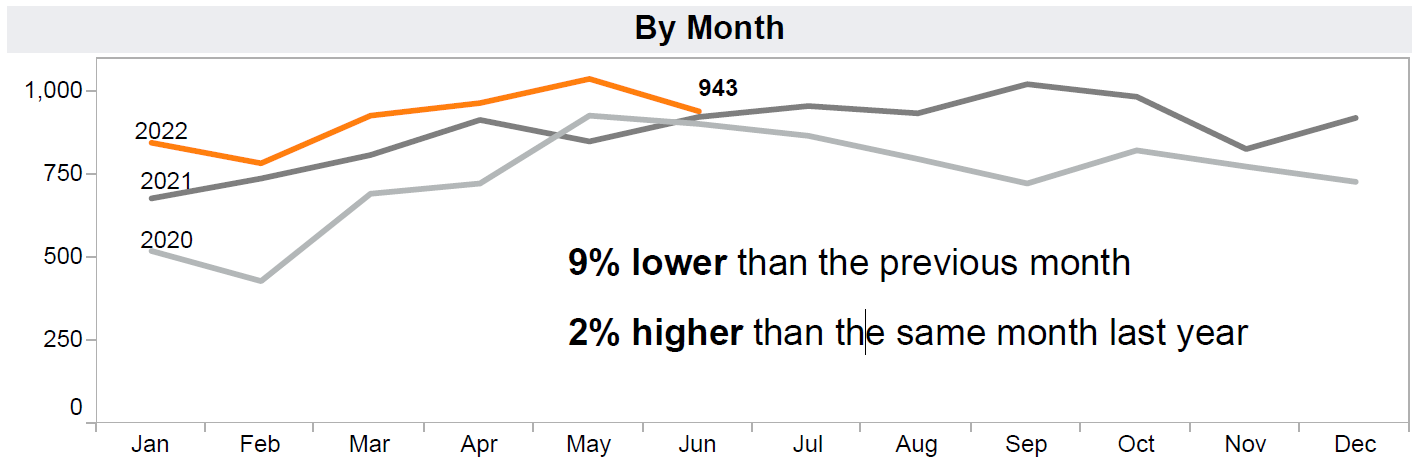 By Month
1,000
750
500
250
0
2022
2021
2020
943
9% lower than the previous month
2% higher than the same month last year
Jan Feb Mar Apr May Jun Jul Aug Sep Oct Nov Dec